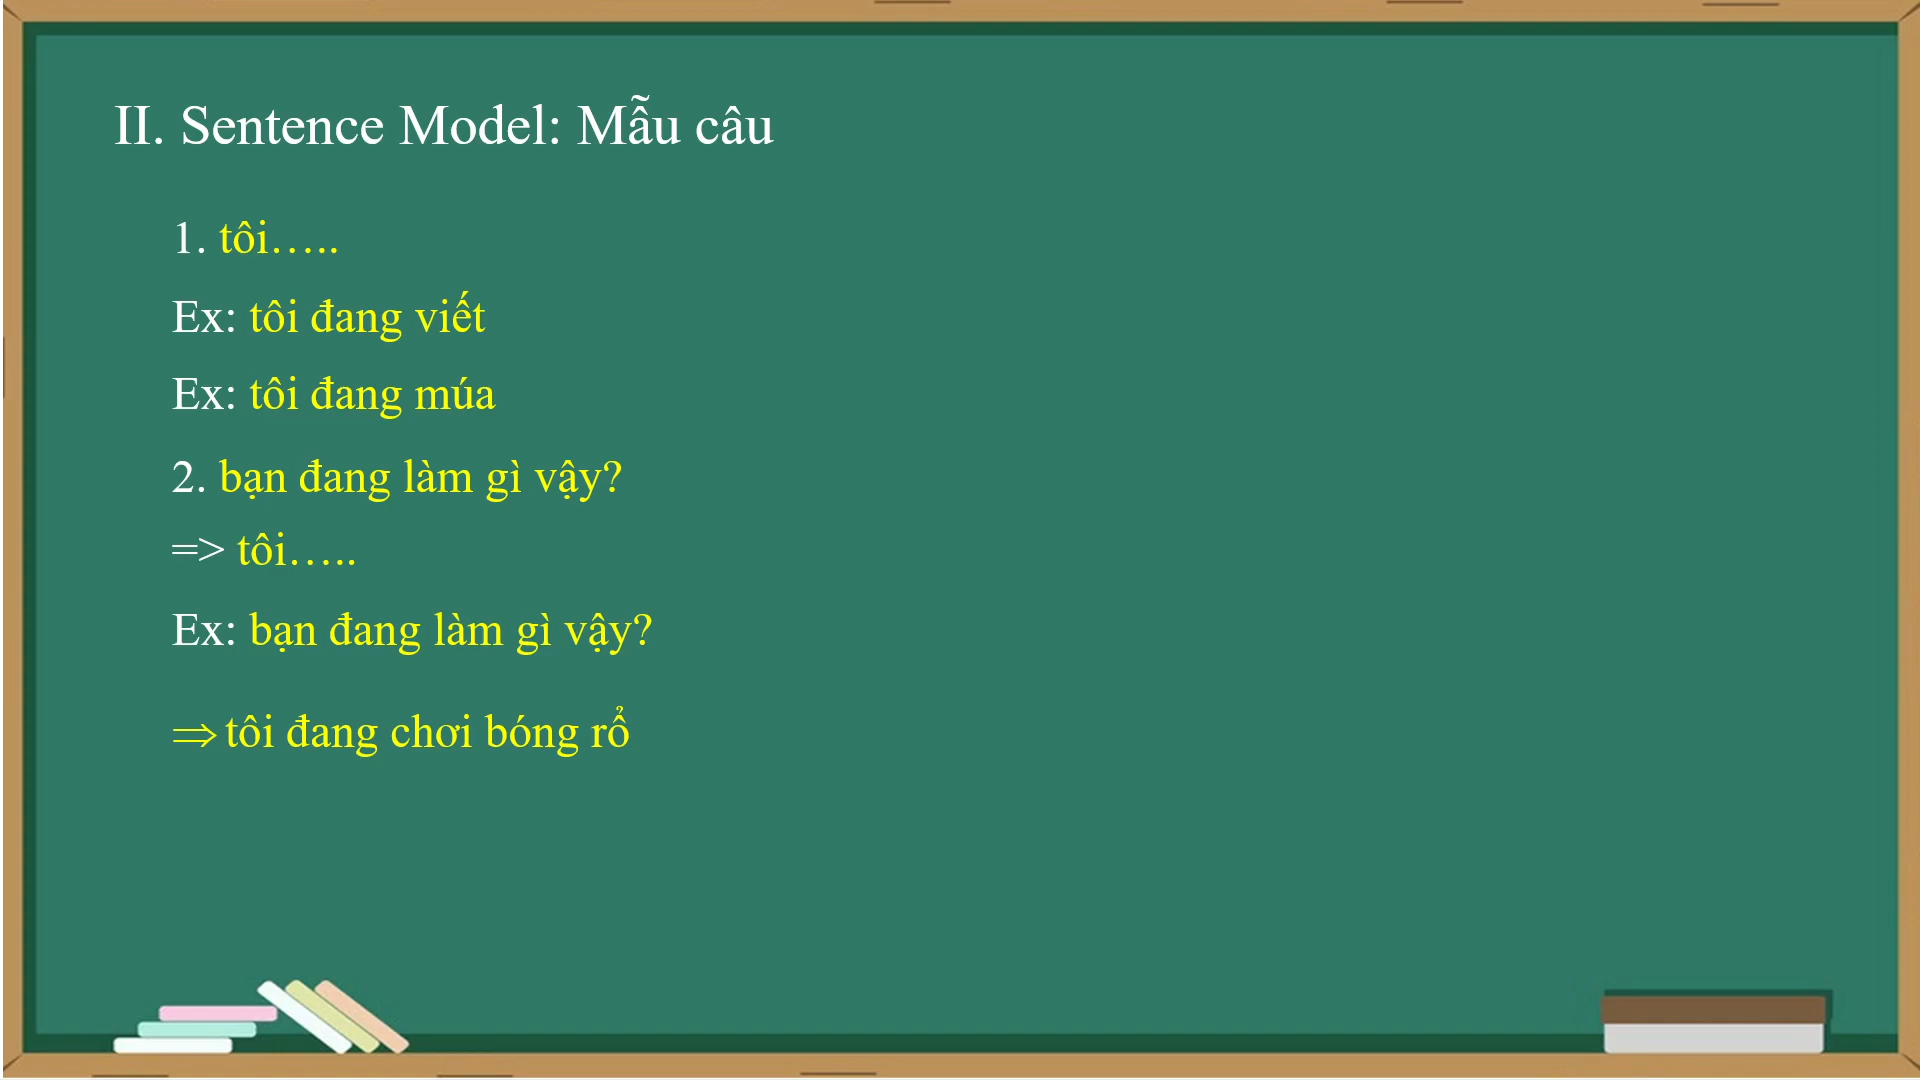 II. Sentence Model: Mẫu câu
1. tôi…..
Ex: tôi đang viết
Ex: tôi đang múa
2. bạn đang làm gì vậy?
=> tôi…..
Ex: bạn đang làm gì vậy?
⇒ tôi đang chơi bóng rổ